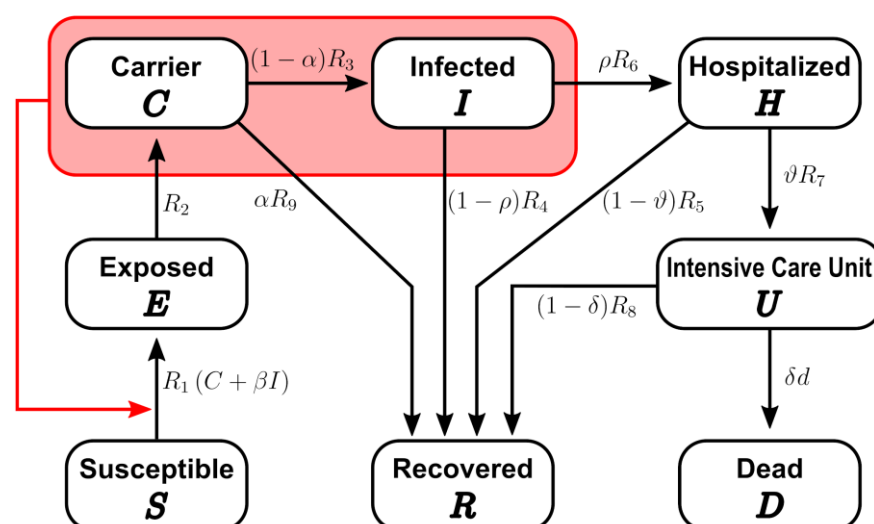 Carrier
C
(1-α)R₃
Infected
I
ρR₆
Hospitalized
H
R₂
αR₉
(1-ρ)R₄
(1-ϑ)R₅
ϑR₇
Exposed
E
Intensive Care Unit
U
(1-δ)R₈
R₁(C+βI)
δd
Susceptible
S
Recovered
R
Dead
D